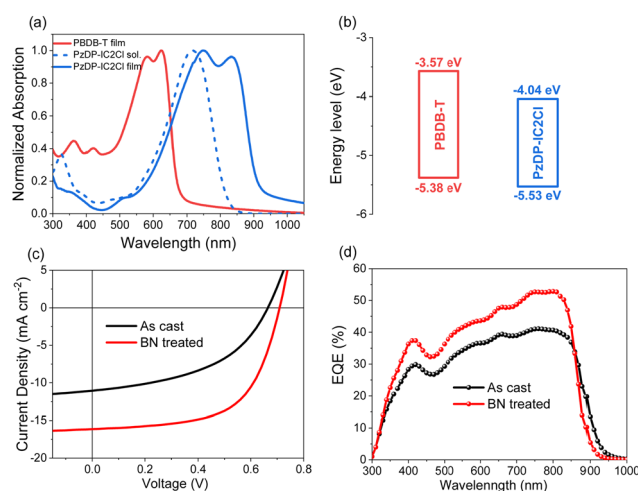 (a)
PBDB-T film
PzDP-IC2Cl sol.
PzDP-IC2Cl film
Normalized Absorption
1.0
0.8
0.6
0.4
0.2
0.0
300 400 500 600 700 800 900 1000
Wavelength (nm)
(b)
Energy level (eV)
-3
-4
-5
-6
-3.57 eV
PBDB-T
-5.38 eV
-4.04 eV
PzDP-IC2Cl
-5.53 eV
(c)
Current Density (mA cm-2)
5
0
-5
-10
-15
-20
As cast
BN treated
0.0 0.2 0.4 0.6 0.8
Voltage (V)
(d)
EQE (%)
60
50
40
30
20
10
0
As cast
BN treated
300 400 500 600 700 800 900 1000
Wavelenngth (nm)